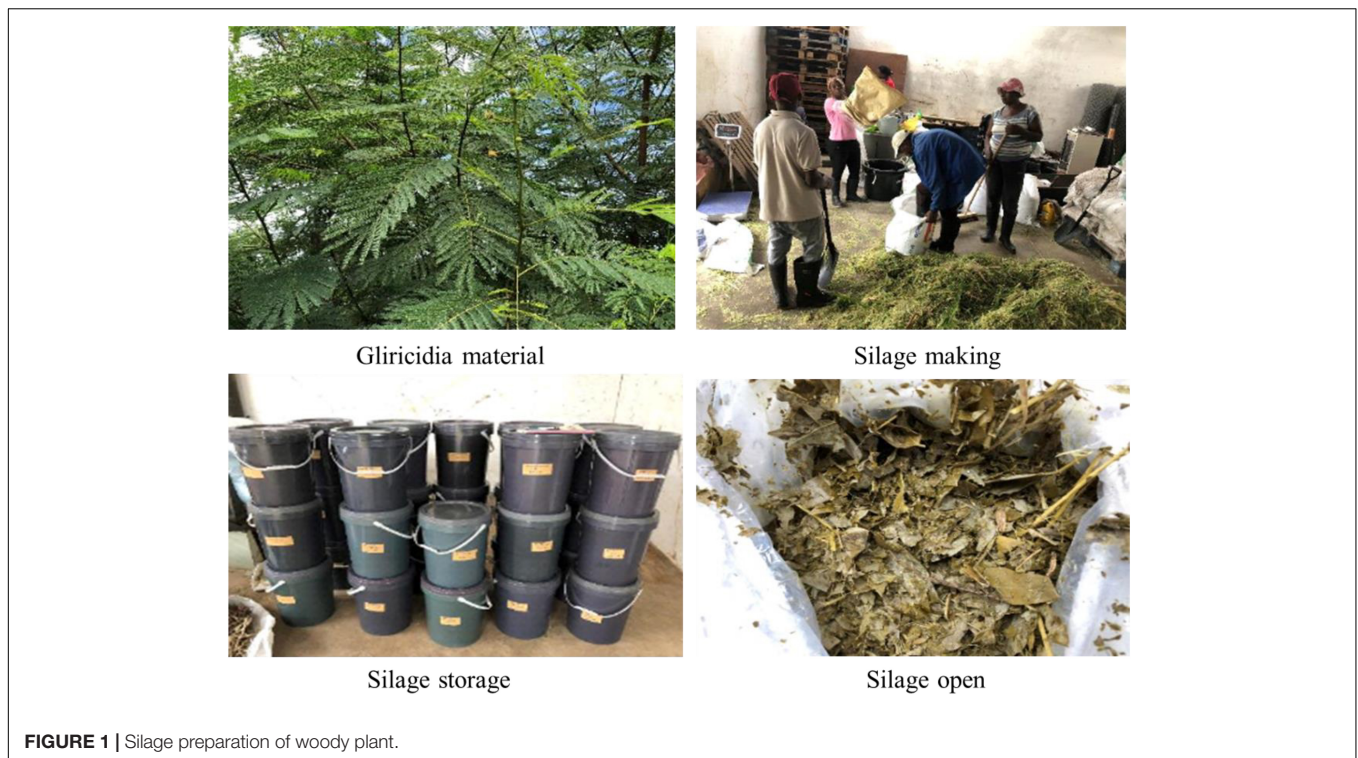 Gliricidia material
Silage making
Silage storage
Silage open
FIGURE 1 | Silage preparation of woody plant.